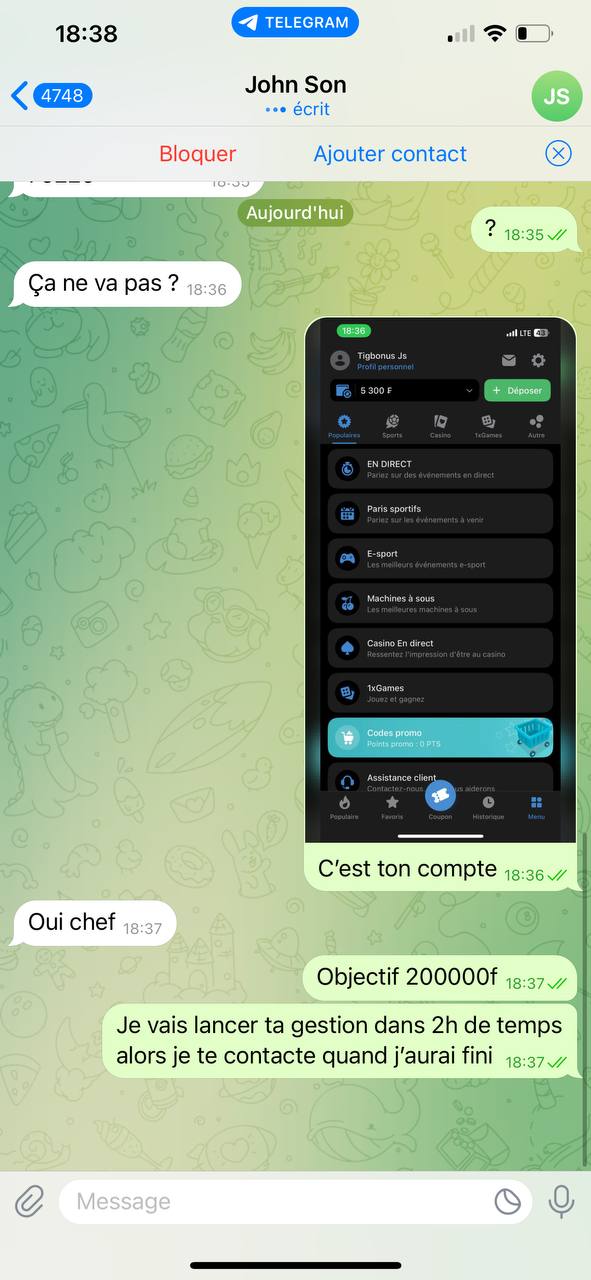 18:38
TELEGRAM
4748
John Son
écrit
JS
Bloquer
Ajouter contact
18:35
Aujourd'hui
? 18:35
Ça ne va pas ? 18:36
18:36
LTE 43
Tigbonus Js
Profil personnel
5 300 ₣
+ Déposer
Populaires
Sports
Casino
1xGames
Autre
EN DIRECT
Pariez sur des événements en direct
Paris sportifs
Pariez sur les événements à venir
E-sport
Les meilleurs événements e-sport
Machines à sous
Les meilleures machines à sous
Casino En direct
Ressentez l'impression d'être au casino
1xGames
Jouez et gagnez
Codes promo
Points promo : 0 PTS
Assistance client
Contactez-nous, us aiderons
Populaire
Favoris
Coupon
Historique
Menu
C'est ton compte 18:36
Oui chef 18:37
Objectif 200000f 18:37
Je vais lancer ta gestion dans 2h de temps
alors je te contacte quand j'aurai fini 18:37
Message